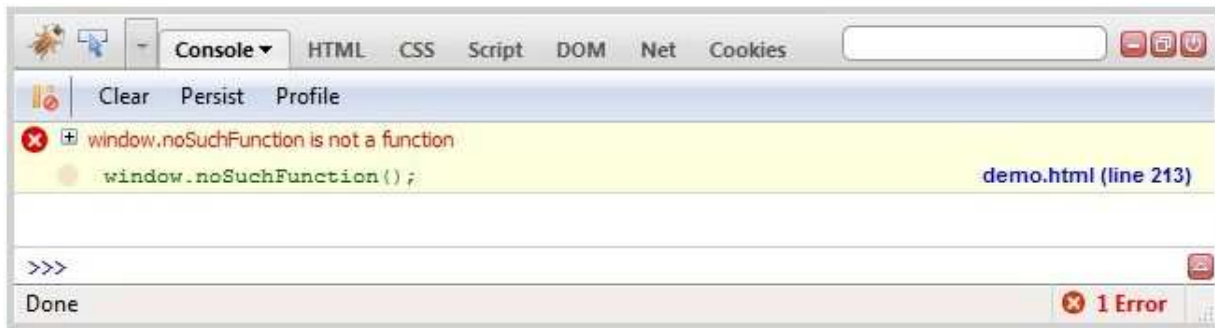 Console HTML CSS Script DOM Net Cookies
Clear Persist Profile
window.noSuchFunction is not a function
window.noSuchFunction(); demo.html (line 213)
>>>
Done 1 Error